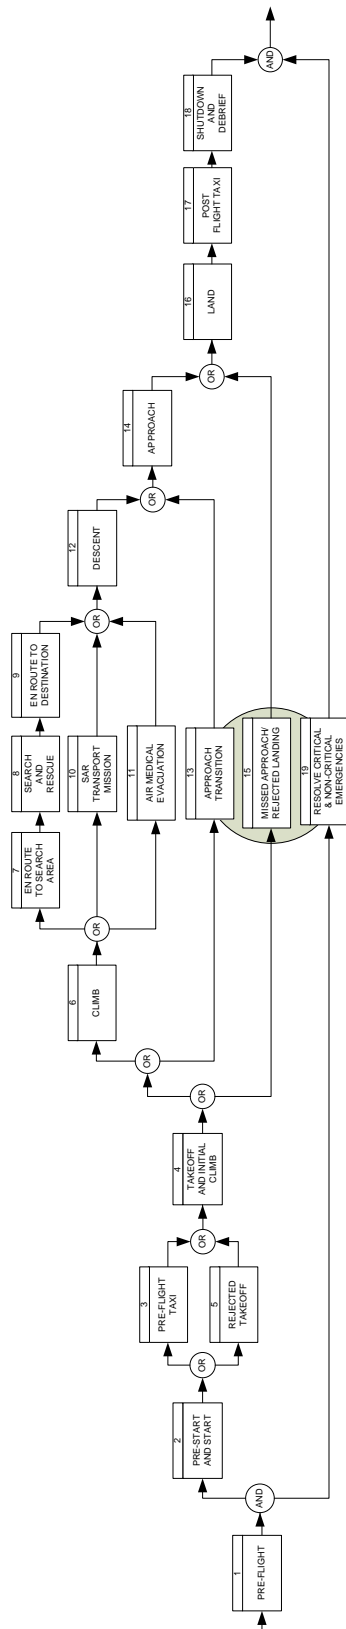 1
PRE-FLIGHT
AND
2
PRE-START
AND START
OR
3
PRE-FLIGHT
TAXI
5
REJECTED
TAKEOFF
OR
4
TAKEOFF
AND INITIAL
CLIMB
OR
OR
6
CLIMB
OR
7
EN ROUTE
TO SEARCH
AREA
8
SEARCH
AND
RESCUE
9
EN ROUTE TO
DESTINATION
10
SAR
TRANSPORT
MISSION
11
AIR MEDICAL
EVACUATION
OR
12
DESCENT
13
APPROACH
TRANSITION
OR
14
APPROACH
15
MISSED APPROACH/
REJECTED LANDING
OR
16
LAND
17
POST
FLIGHT TAXI
18
SHUTDOWN
AND
DEBRIEF
19
RESOLVE CRITICAL
& NON-CRITICAL
EMERGENCIES
AND